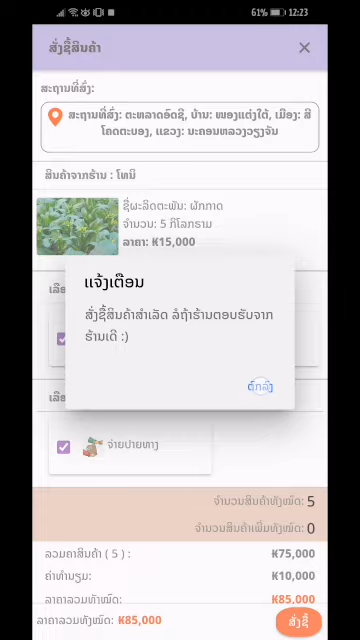 61% 12:23
ສັ່ງຊື້ສິນຄ້າ
ສະຖານທີ່ສົ່ງ:
ສະຖານທີ່ສົ່ງ: ຕະຫລາດອິດຊີ, ບ້ານ: ໜອງແຕ່ງໃຕ້, ເມືອງ: ສີ
ໂຄດຕະບອງ, ແຂວງ: ນະຄອນຫລວງວຽງຈັນ
ສິນຄ້າຈາກຮ້ານ : ໂທນິ
ຊື່ຜະລິດຕະພັນ: ຜັກກາດ
ຈຳນວນ: 5 ກິໂລກຣາມ
ລາຄາ: ₭15,000
ແຈ້ງເຕືອນ
ສັ່ງຊື້ສິນຄ້າສຳເລັດ ລໍຖ້າຮ້ານຕອບຮັບຈາກ
ຮ້ານເດີ :)
ຕົກລົງ
ຈ່າຍປາຍທາງ
ຈຳນວນສິນຄ້າທັງໝົດ: 5
ຈຳນວນສິນຄ້າເພີ່ມທັງໝົດ: 0
ລວມຄາສິນຄ້າ ( 5 ) : ₭75,000
ຄ່າທຳນຽມ: ₭10,000
ລາຄາລວມທັງໝົດ: ₭85,000
ລາຄາລວມທັງໝົດ: ₭85,000
ສັ່ງຊື້